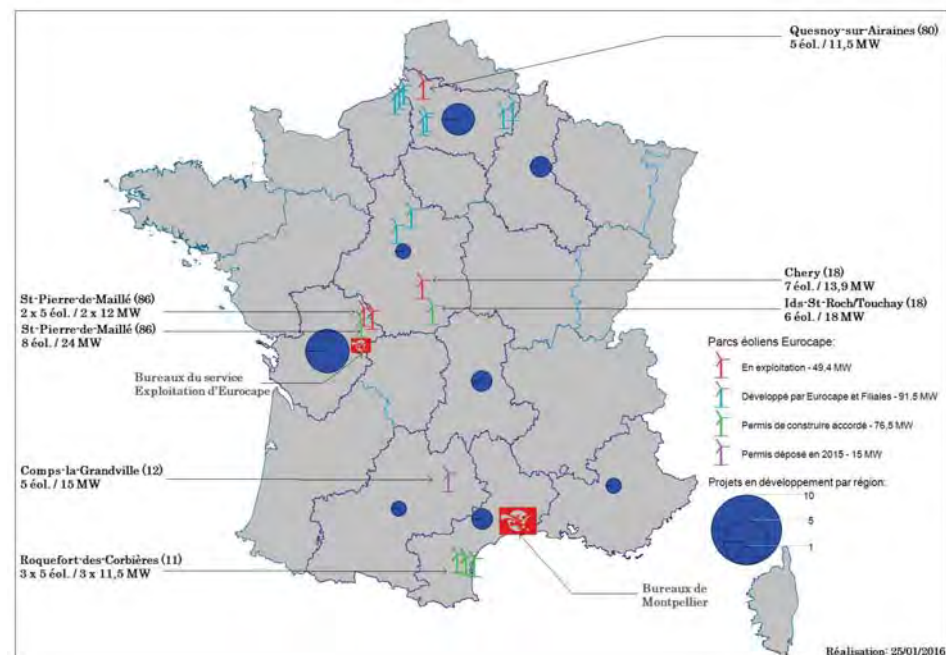 Quesnoy-sur-Airaines (80)
5 éol. / 11,5 MW
Chery (18)
7 éol. / 13,9 MW
St-Pierre-de-Maillé (86)
2 x 5 éol. / 2 x 12 MW
Ids-St-Roch/Touchay (18)
6 éol. / 18 MW
St-Pierre-de-Maillé (86)
8 éol. / 24 MW
Bureaux du service
Exploitation d'Eurocape
Parcs éoliens Eurocape:
En exploitation - 49,4 MW
Développé par Eurocape et Filiales - 91.5 MW
Permis de construire accordé - 76,5 MW
Permis déposé en 2015 - 15 MW
Comps-la-Grandville (12)
5 éol. / 15 MW
Projets en développement par région:
10
5
1
Roquefort-des-Corbières (11)
3 x 5 éol. / 3 x 11,5 MW
Bureaux de
Montpellier
Réalisation: 25/01/2016